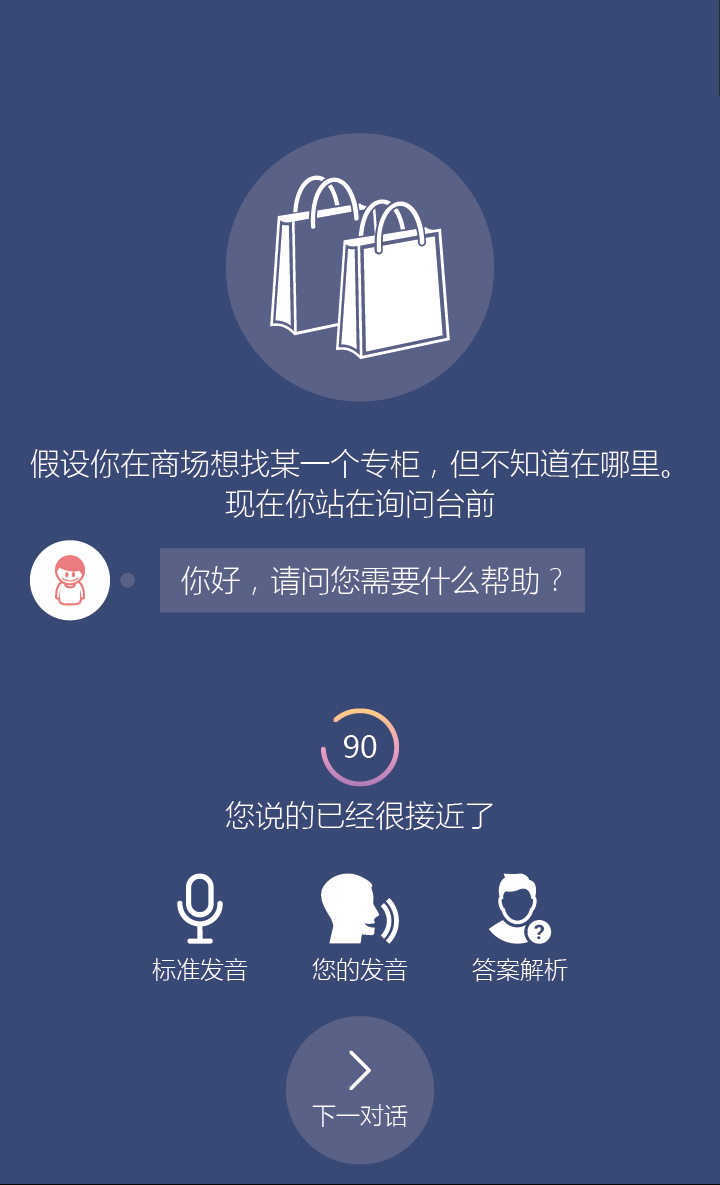 假设你在商场想找某一个专柜，但不知道在哪里。
现在你站在询问台前
你好，请问您需要什么帮助？
90
您说的已经很接近了
标准发音
您的发音
?
答案解析
下一对话